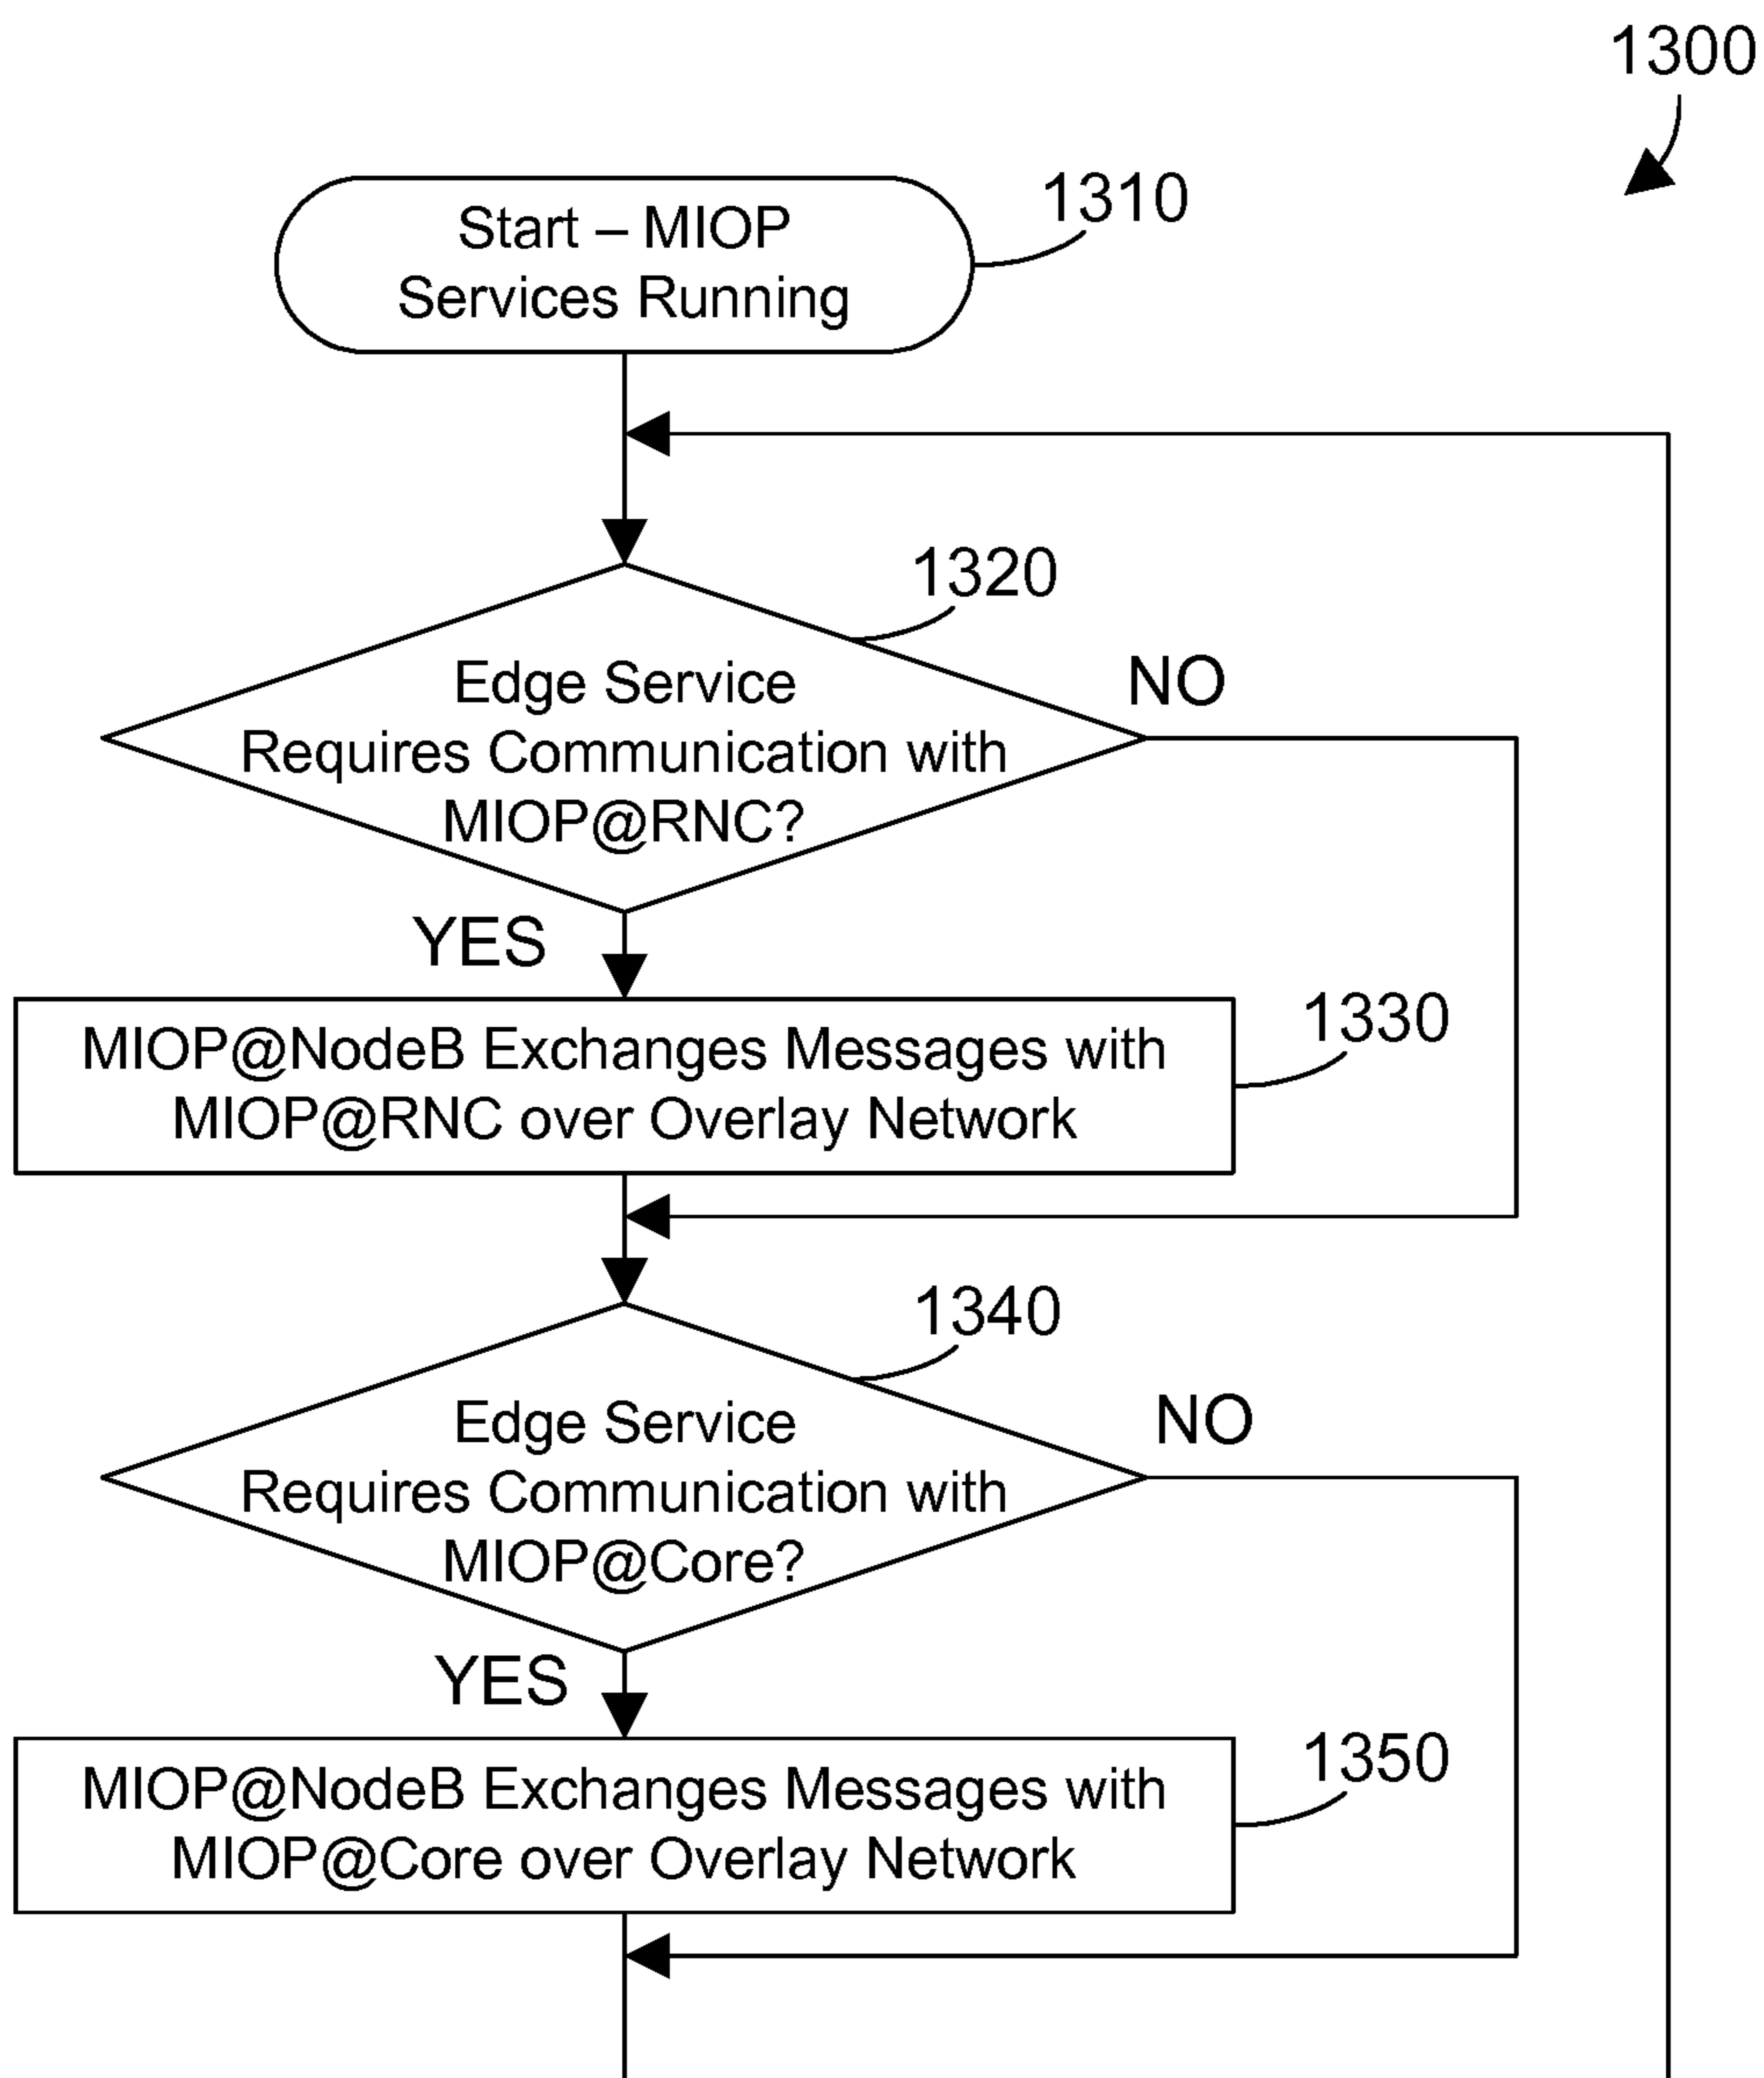 1300
Start – MIOP
Services Running
1310
1320
Edge Service
Requires Communication with
MIOP@RNC?
NO
YES
MIOP@NodeB Exchanges Messages with
MIOP@RNC over Overlay Network
1330
1340
Edge Service
Requires Communication with
MIOP@Core?
NO
YES
MIOP@NodeB Exchanges Messages with
MIOP@Core over Overlay Network
1350